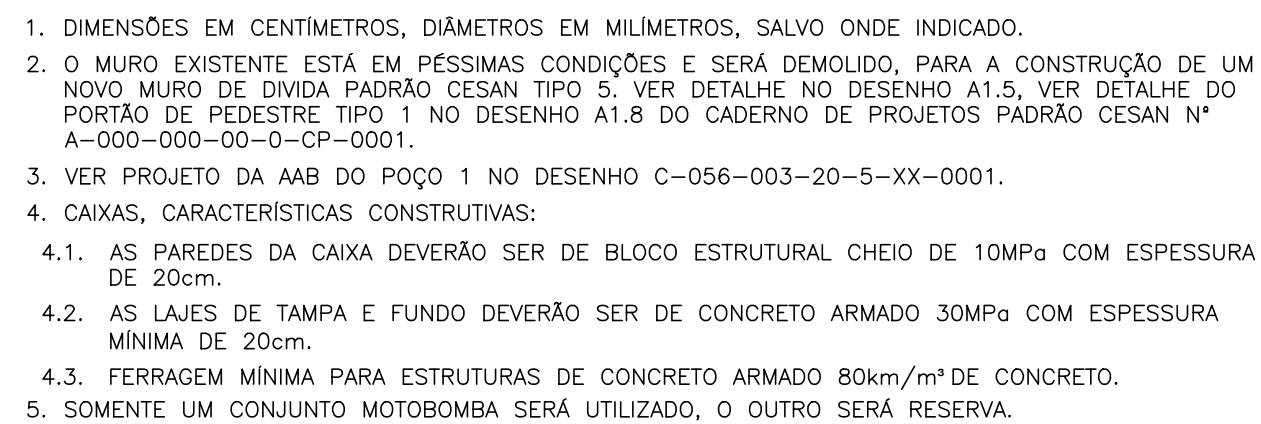 1. DIMENSÕES EM CENTÍMETROS, DIÂMETROS EM MILÍMETROS, SALVO ONDE INDICADO.
2. O MURO EXISTENTE ESTÁ EM PÉSSIMAS CONDIÇÕES E SERÁ DEMOLIDO, PARA A CONSTRUÇÃO DE UM
NOVO MURO DE DIVIDA PADRÃO CESAN TIPO 5. VER DETALHE NO DESENHO A1.5, VER DETALHE DO
PORTÃO DE PEDESTRE TIPO 1 NO DESENHO A1.8 DO CADERNO DE PROJETOS PADRÃO CESAN Nº
A-000-000-00-0-CP-0001.
3. VER PROJETO DA AAB DO POÇO 1 NO DESENHO C-056-003-20-5-XX-0001.
4. CAIXAS, CARACTERÍSTICAS CONSTRUTIVAS:
4.1. AS PAREDES DA CAIXA DEVERÃO SER DE BLOCO ESTRUTURAL CHEIO DE 10MPa COM ESPESSURA
DE 20cm.
4.2. AS LAJES DE TAMPA E FUNDO DEVERÃO SER DE CONCRETO ARMADO 30MPa COM ESPESSURA
MÍNIMA DE 20cm.
4.3. FERRAGEM MÍNIMA PARA ESTRUTURAS DE CONCRETO ARMADO 80km/m³ DE CONCRETO.
5. SOMENTE UM CONJUNTO MOTOBOMBA SERÁ UTILIZADO, O OUTRO SERÁ RESERVA.